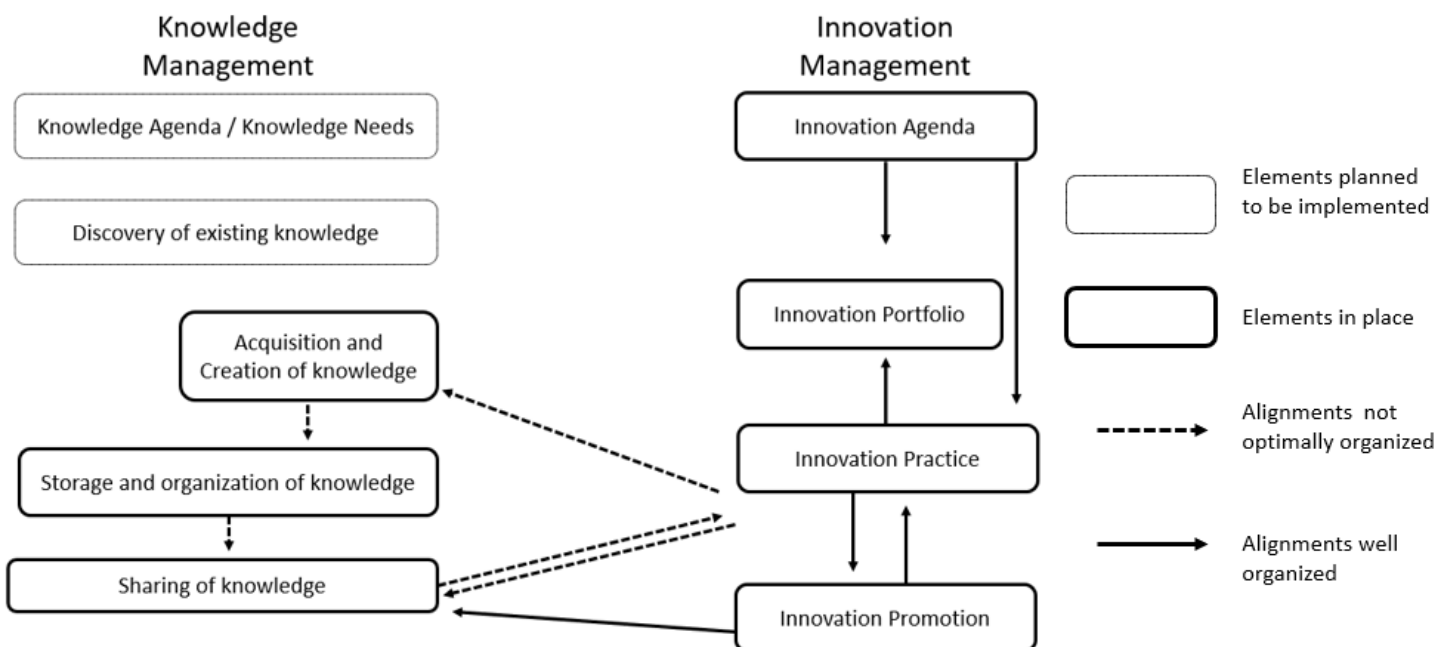 Knowledge
Management
Innovation
Management
Knowledge Agenda / Knowledge Needs
Discovery of existing knowledge
Acquisition and
Creation of knowledge
Storage and organization of knowledge
Sharing of knowledge
Innovation Agenda
Innovation Portfolio
Innovation Practice
Innovation Promotion
Elements planned
to be implemented
Elements in place
Alignments not
optimally organized
Alignments well
organized